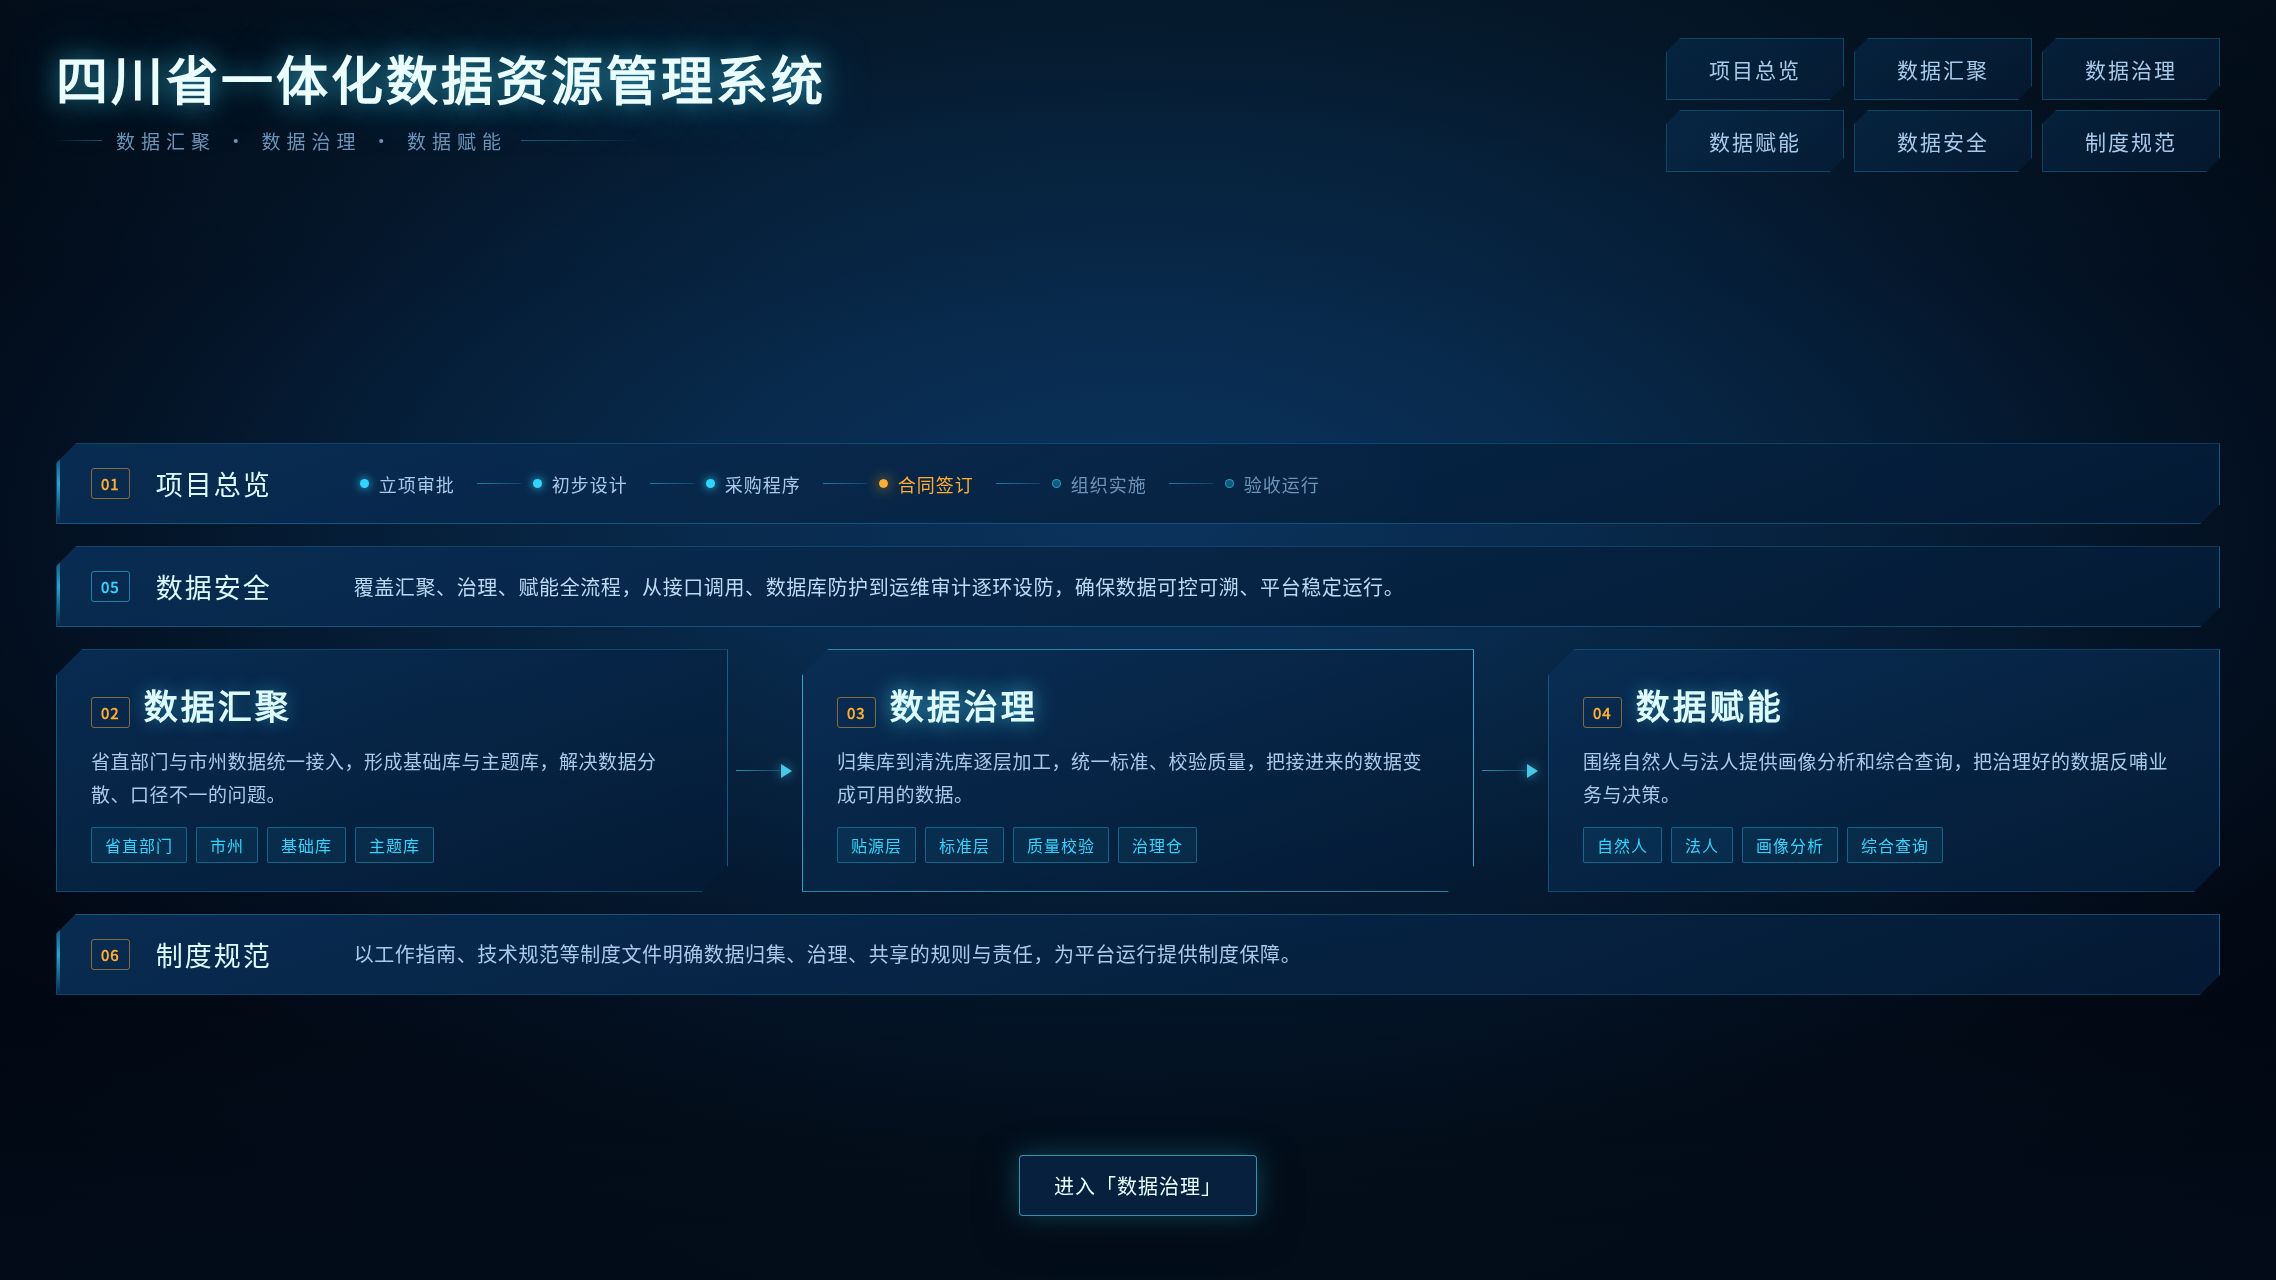 四川省一体化数据资源管理系统
数据汇聚 • 数据治理 • 数据赋能
项目总览 数据汇聚 数据治理
数据赋能 数据安全 制度规范
01 项目总览 立项审批 初步设计 采购程序 合同签订 组织实施 验收运行
05 数据安全 覆盖汇聚、治理、赋能全流程，从接口调用、数据库防护到运维审计逐环设防，确保数据可控可溯、平台稳定运行。
02 数据汇聚
省直部门与市州数据统一接入，形成基础库与主题库，解决数据分
散、口径不一的问题。
省直部门 市州 基础库 主题库
03 数据治理
归集库到清洗库逐层加工，统一标准、校验质量，把接进来的数据变
成可用的数据。
贴源层 标准层 质量校验 治理仓
04 数据赋能
围绕自然人与法人提供画像分析和综合查询，把治理好的数据反哺业
务与决策。
自然人 法人 画像分析 综合查询
06 制度规范 以工作指南、技术规范等制度文件明确数据归集、治理、共享的规则与责任，为平台运行提供制度保障。
进入「数据治理」